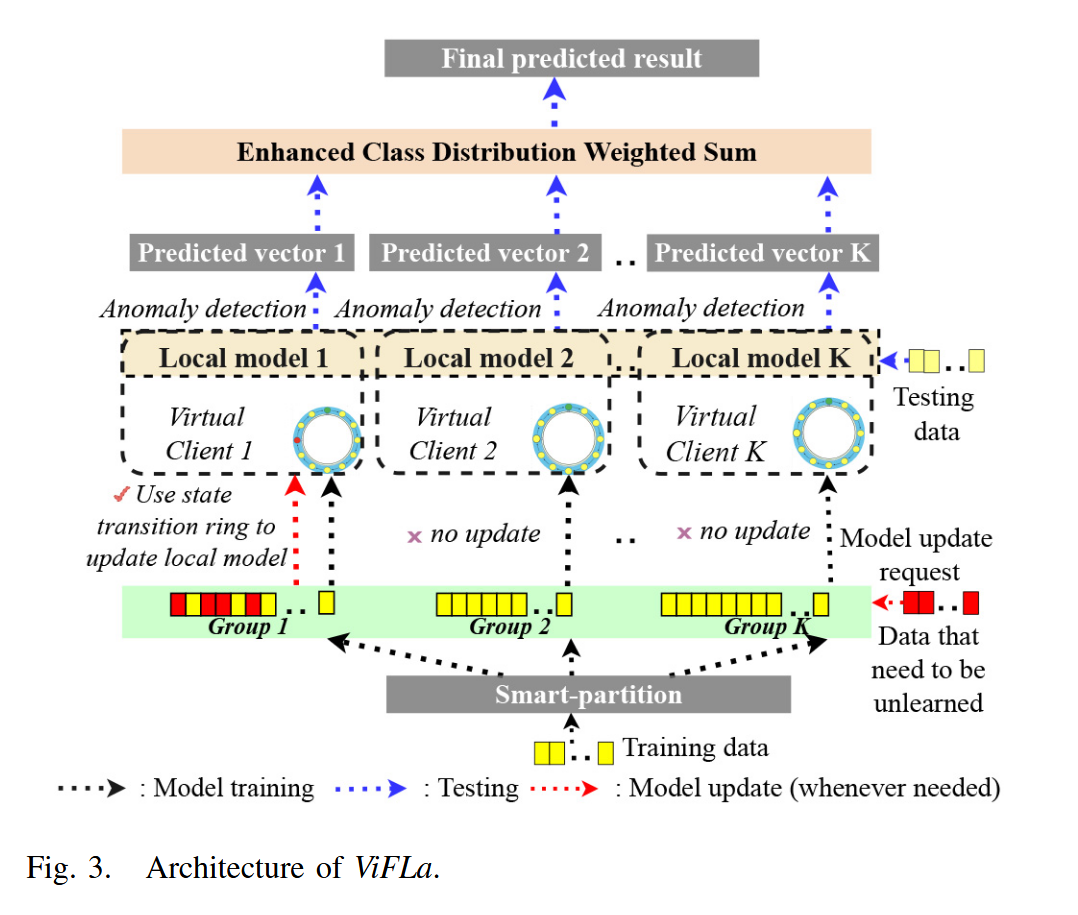 Final predicted result
Enhanced Class Distribution Weighted Sum
Predicted vector 1
Predicted vector 2
..
Predicted vector K
Anomaly detection
Anomaly detection
Anomaly detection
Local model 1
Local model 2
..
Local model K
Testing
data
Virtual
Client 1
Virtual
Client 2
Virtual
Client K
✓ Use state
transition ring to
update local model
x no update
..
x no update
Model update
request
Group 1
Group 2
Group K
Data that
need to be
unlearned
Smart-partition
Training data
: Model training
: Testing
: Model update (whenever needed)
Fig. 3. Architecture of ViFLa.